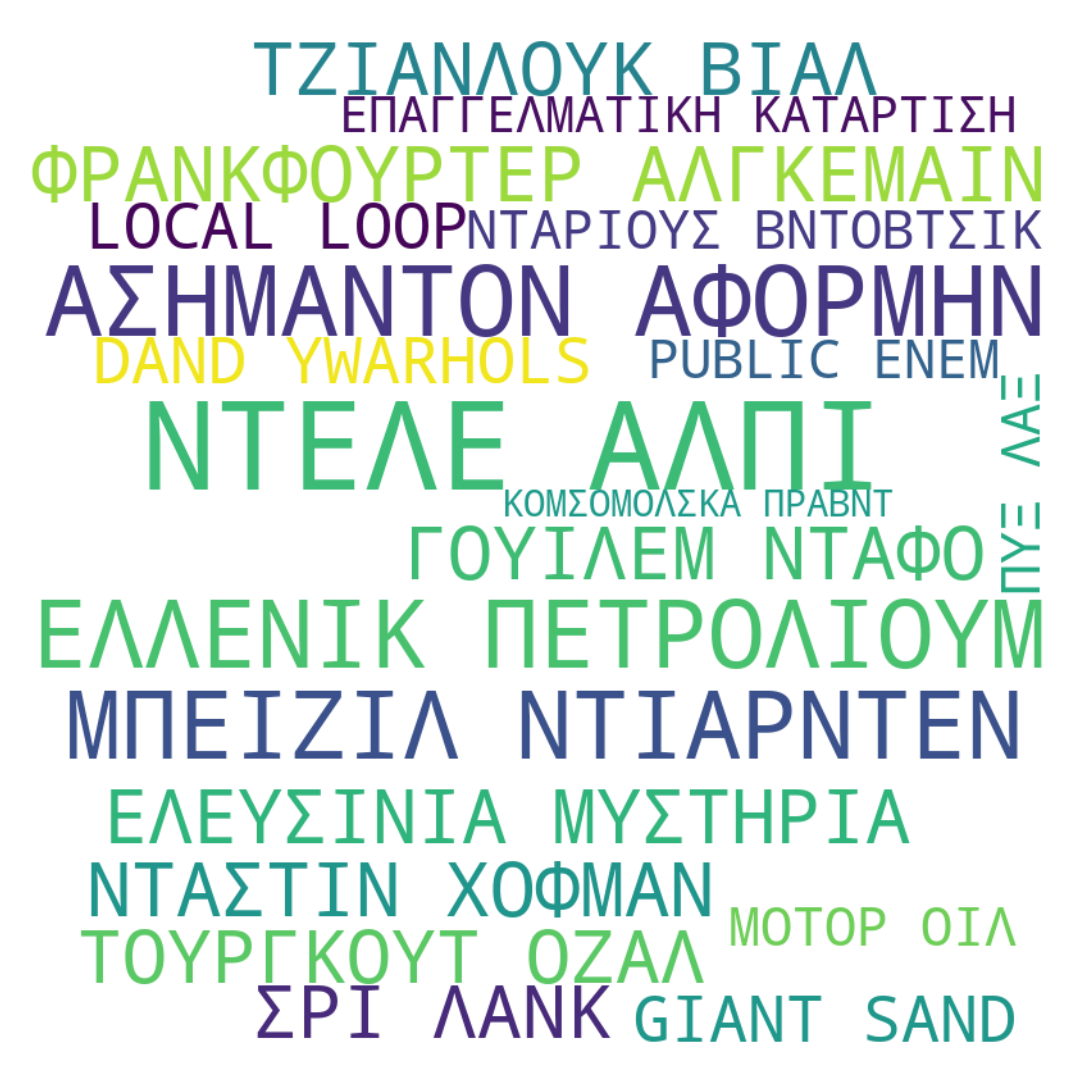 ΤΖΙΑΝΛΟΥΚ ΒΙΑΛ
ΕΠΑΓΓΕΛΜΑΤΙΚΗ ΚΑΤΑΡΤΙΣΗ
ΦΡΑΝΚΦΟΥΡΤΕΡ ΑΛΓΚΕΜΑΙΝ
LOCAL LOOP
ΝΤΑΡΙΟΥΣ ΒΝΤΟΒΤΣΙΚ
ΑΣΗΜΑΝΤΟΝ ΑΦΟΡΜΗΝ
DAND YWARHOLS
PUBLIC ENEM
ΝΤΕΛΕ ΑΛΠΙ
ΠΥΞ ΛΑΞ
ΚΟΜΣΟΜΟΛΣΚΑ ΠΡΑΒΝΤ
ΓΟΥΙΛΕΜ ΝΤΑΦΟ
ΕΛΛΕΝΙΚ ΠΕΤΡΟΛΙΟΥΜ
ΜΠΕΙΖΙΛ ΝΤΙΑΡΝΤΕΝ
ΕΛΕΥΣΙΝΙΑ ΜΥΣΤΗΡΙΑ
ΝΤΑΣΤΙΝ ΧΟΦΜΑΝ
ΜΟΤΟΡ ΟΙΛ
ΤΟΥΡΓΚΟΥΤ ΟΖΑΛ
ΣΡΙ ΛΑΝΚ
GIANT SAND